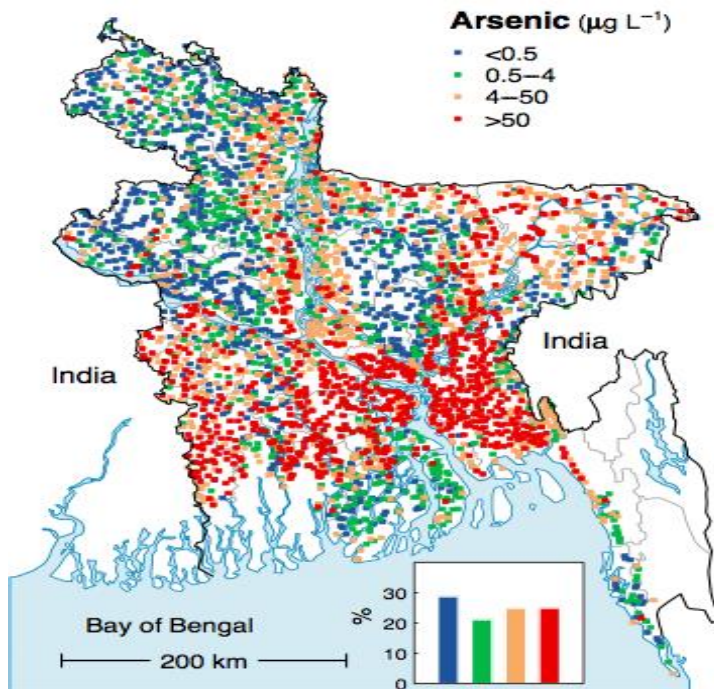 Arsenic (µg L⁻¹)
<0.5
0.5–4
4–50
>50
India
India
Bay of Bengal
200 km
%
30
20
10
0